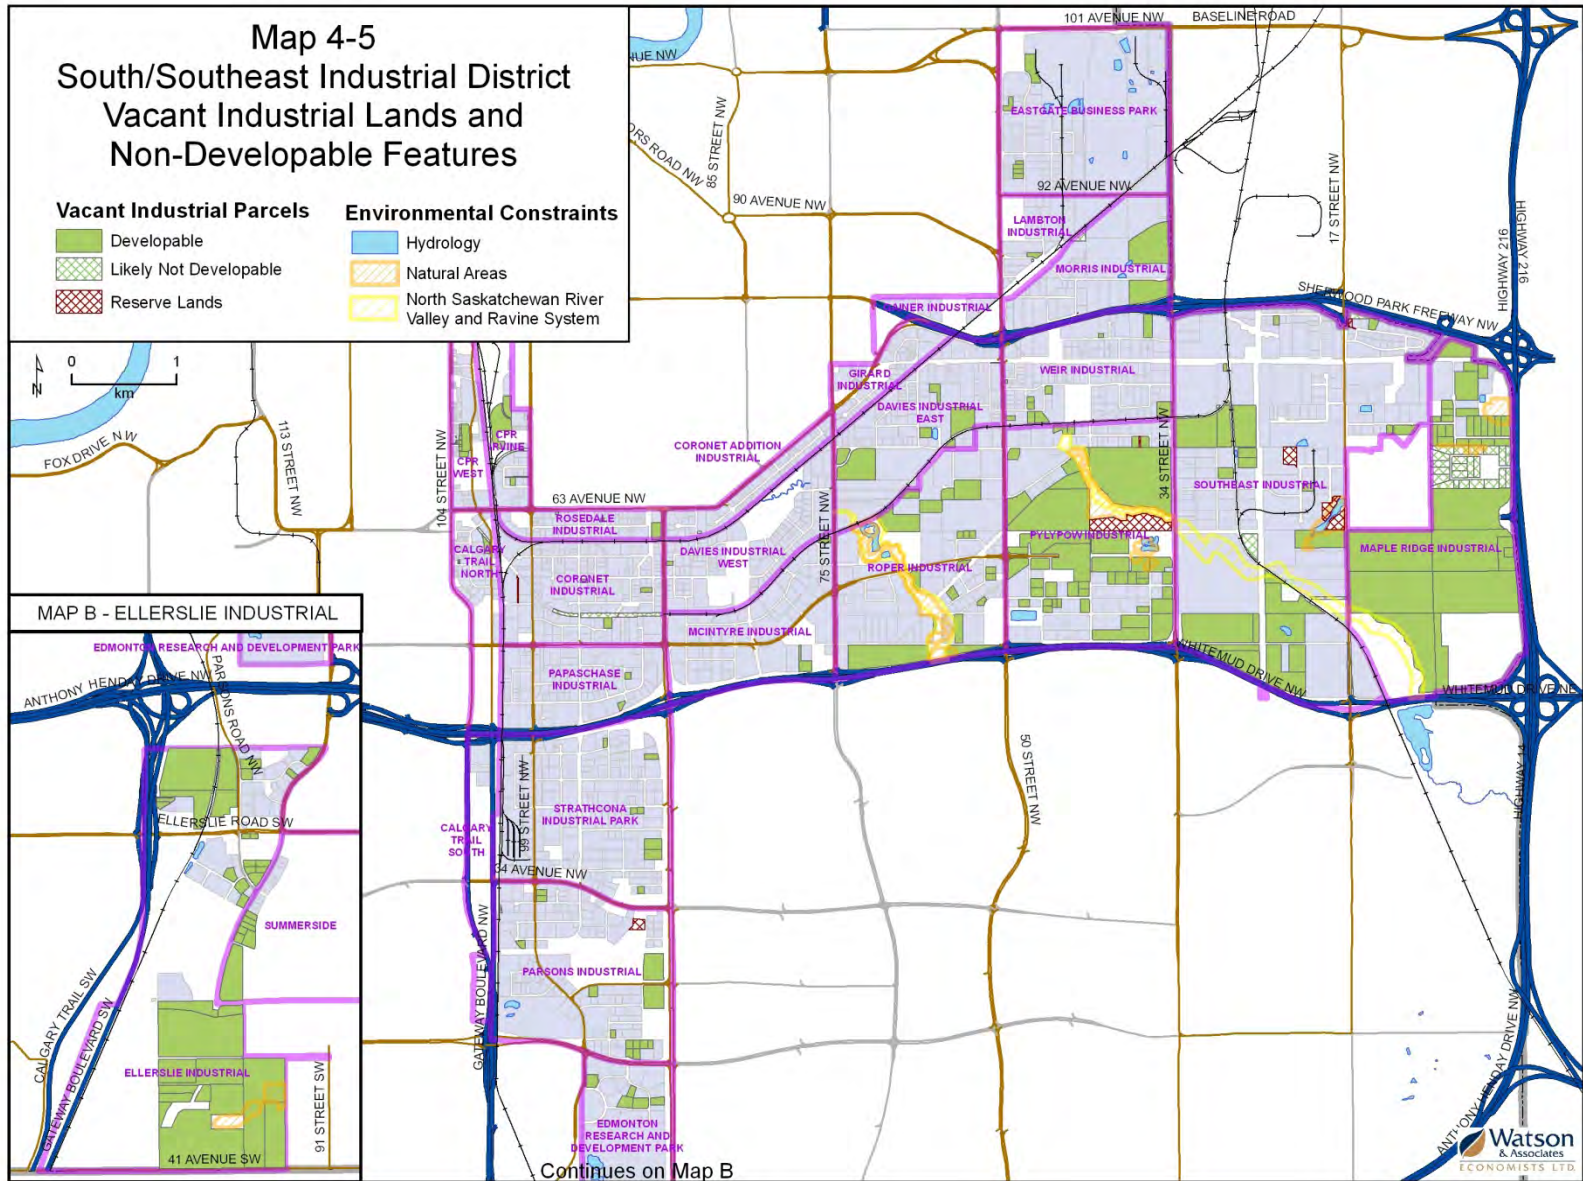 Map 4-5
South/Southeast Industrial District
Vacant Industrial Lands and
Non-Developable Features
Vacant Industrial Parcels
Developable
Likely Not Developable
Reserve Lands
Environmental Constraints
Hydrology
Natural Areas
North Saskatchewan River
Valley and Ravine System
N
0 1
km
101 AVENUE NW
BASELINE ROAD
NUE NW
ORS ROAD NW
85 STREET NW
90 AVENUE NW
EASTGATE BUSINESS PARK
92 AVENUE NW
LAMBTON
INDUSTRIAL
MORRIS INDUSTRIAL
17 STREET NW
HIGHWAY 216
HIGHWAY 216
SHERWOOD PARK FREEWAY NW
NNER INDUSTRIAL
GIRARD
INDUSTRIAL
WEIR INDUSTRIAL
DAVIES INDUSTRIAL
EAST
CORONET ADDITION
INDUSTRIAL
FOX DRIVE NW
113 STREET NW
104 STREET NW
CPR
IRVINE
CPR
WEST
63 AVENUE NW
34 STREET NW
SOUTHEAST INDUSTRIAL
ROSEDALE
INDUSTRIAL
CALGARY
TRAIL
NORTH
DAVIES INDUSTRIAL
WEST
75 STREET NW
PYLYPOW INDUSTRIAL
MAPLE RIDGE INDUSTRIAL
ROPER INDUSTRIAL
CORONET
INDUSTRIAL
MCINTYRE INDUSTRIAL
PAPASCHASE
INDUSTRIAL
WHITEMUD DRIVE NW
WHITEMUD DRIVE NE
HIGHWAY 14
50 STREET NW
99 STREET NW
STRATHCONA
INDUSTRIAL PARK
CALGARY
TRAIL
SOUTH
34 AVENUE NW
GATEWAY BOULEVARD NW
PARSONS INDUSTRIAL
EDMONTON
RESEARCH AND
DEVELOPMENT PARK
Continues on Map B
ANTHONY HENDAY DRIVE NW
MAP B - ELLERSLIE INDUSTRIAL
EDMONTON RESEARCH AND DEVELOPMENT PARK
ANTHONY HENDAY DRIVE NW
PARSONS ROAD NW
ELLERSLIE ROAD SW
SUMMERSIDE
CALGARY TRAIL SW
GATEWAY BOULEVARD SW
ELLERSLIE INDUSTRIAL
91 STREET SW
41 AVENUE SW
Watson
& Associates
ECONOMISTS LTD.